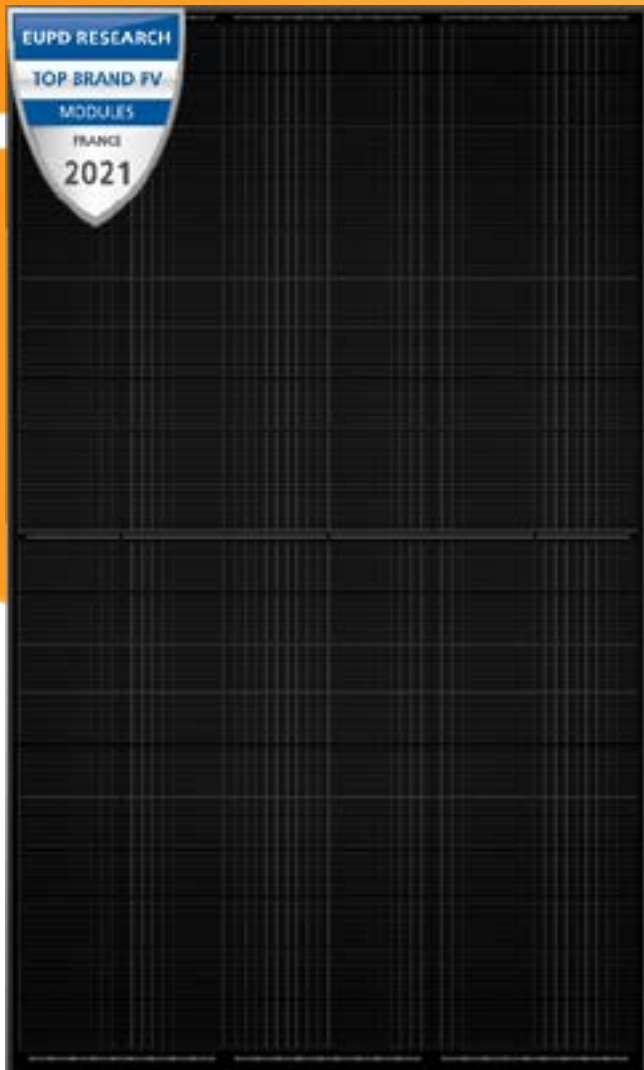 EUPD RESEARCH
TOP BRAND PV
MODULES
FRANCE
2021